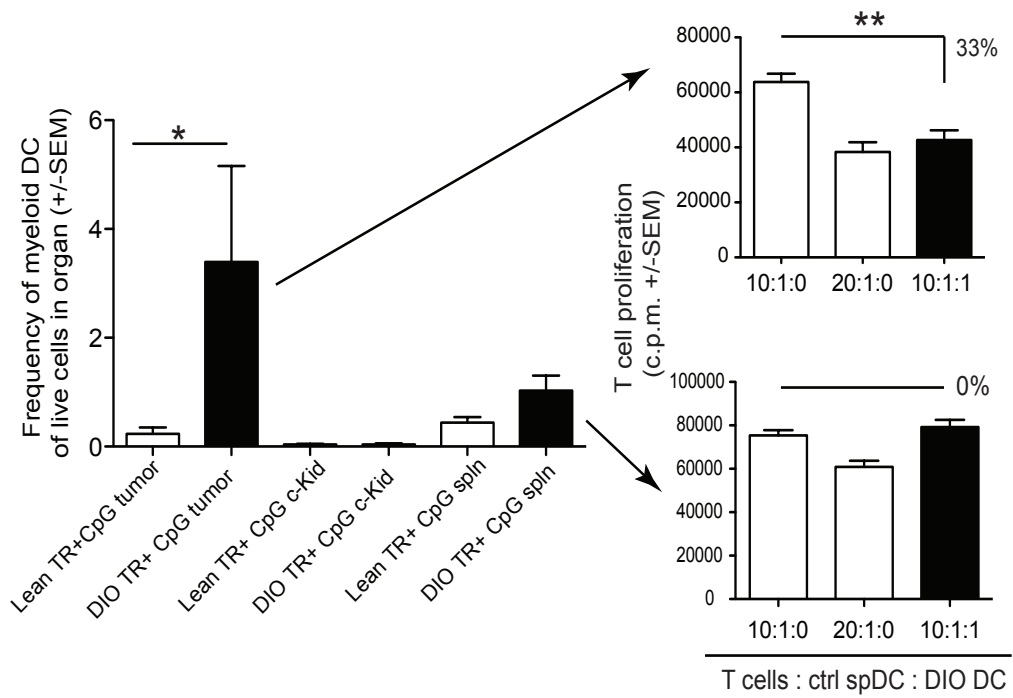 Frequency of myeloid DC
of live cells in organ (+/-SEM)
6
4
2
0
*
Lean TR+CpG tumor
DIO TR+ CpG tumor
Lean TR+ CpG c-Kid
DIO TR+ CpG c-Kid
Lean TR+ CpG spln
DIO TR+ CpG spln
T cell proliferation
(c.p.m. +/-SEM)
80000
60000
40000
20000
0
**
33%
10:1:0 20:1:0 10:1:1
100000
80000
60000
40000
20000
0
0%
10:1:0 20:1:0 10:1:1
T cells : ctrl spDC : DIO DC